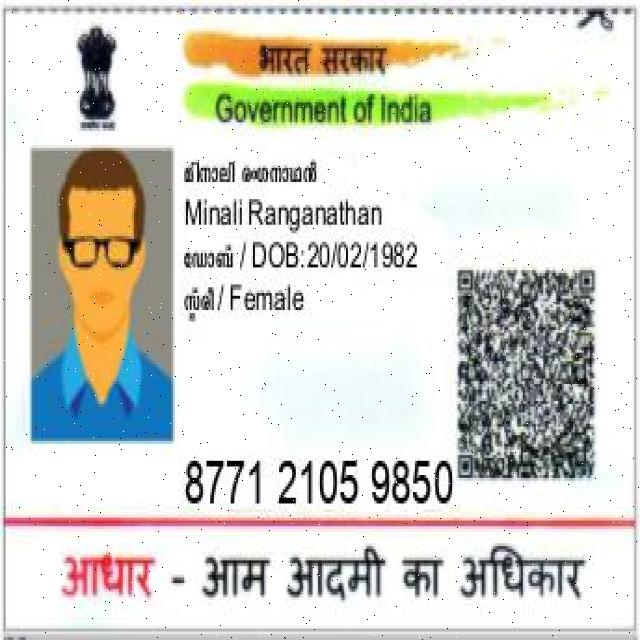 भारत सरकार
Government of India
മിനാലി രംഗനാഥൻ
Minali Ranganathan
ഡോബ് / DOB:20/02/1982
സ്ത്രീ / Female
8771 2105 9850
आधार - आम आदमी का अधिकार